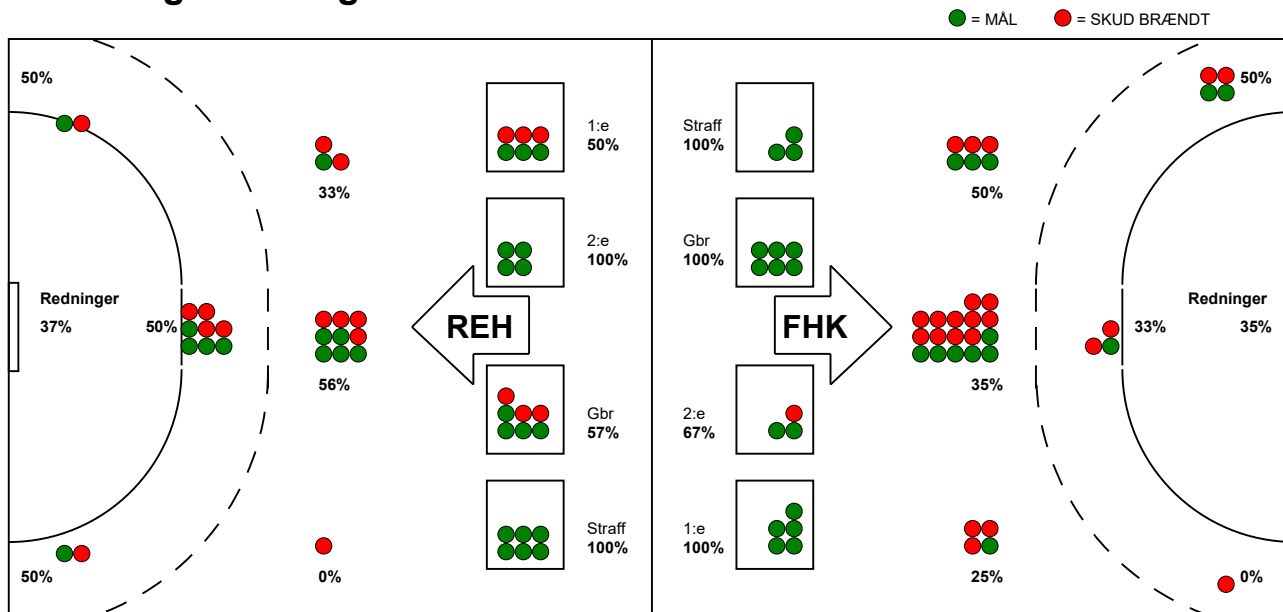 = MÅL = SKUD BRÆNDT
50%
50%
1:e
50%
Straff
100%
33%
50%
2:e
100%
Gbr
100%
Redninger
37%
50%
REH
FHK
33%
Redninger
35%
56%
35%
Gbr
57%
2:e
67%
Straff
100%
1:e
100%
50%
0%
25%
0%